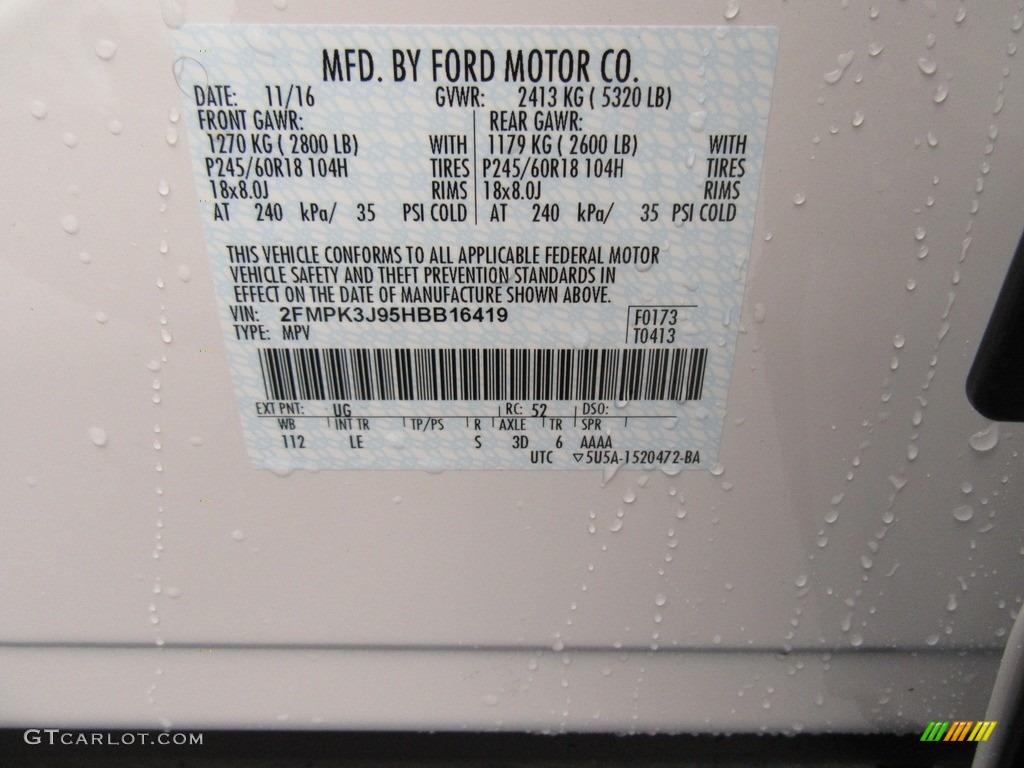 MFD. BY FORD MOTOR CO.
DATE: 11/16 GVWR: 2413 KG ( 5320 LB)
FRONT GAWR: REAR GAWR:
1270 KG ( 2800 LB) WITH 1179 KG ( 2600 LB) WITH
P245/60R18 104H TIRES P245/60R18 104H TIRES
18x8.0J RIMS 18x8.0J RIMS
AT 240 kPa/ 35 PSI COLD AT 240 kPa/ 35 PSI COLD
THIS VEHICLE CONFORMS TO ALL APPLICABLE FEDERAL MOTOR
VEHICLE SAFETY AND THEFT PREVENTION STANDARDS IN
EFFECT ON THE DATE OF MANUFACTURE SHOWN ABOVE.
VIN: 2FMPK3J95HBB16419 F0173
TYPE: MPV T0413
EXT PNT: UG RC: 52 DSO:
WB INT TR TP/PS R AXLE TR SPR
112 LE S 3D 6 AAAA
UTC ▽5U5A-1520472-BA
GTCARLOT.COM